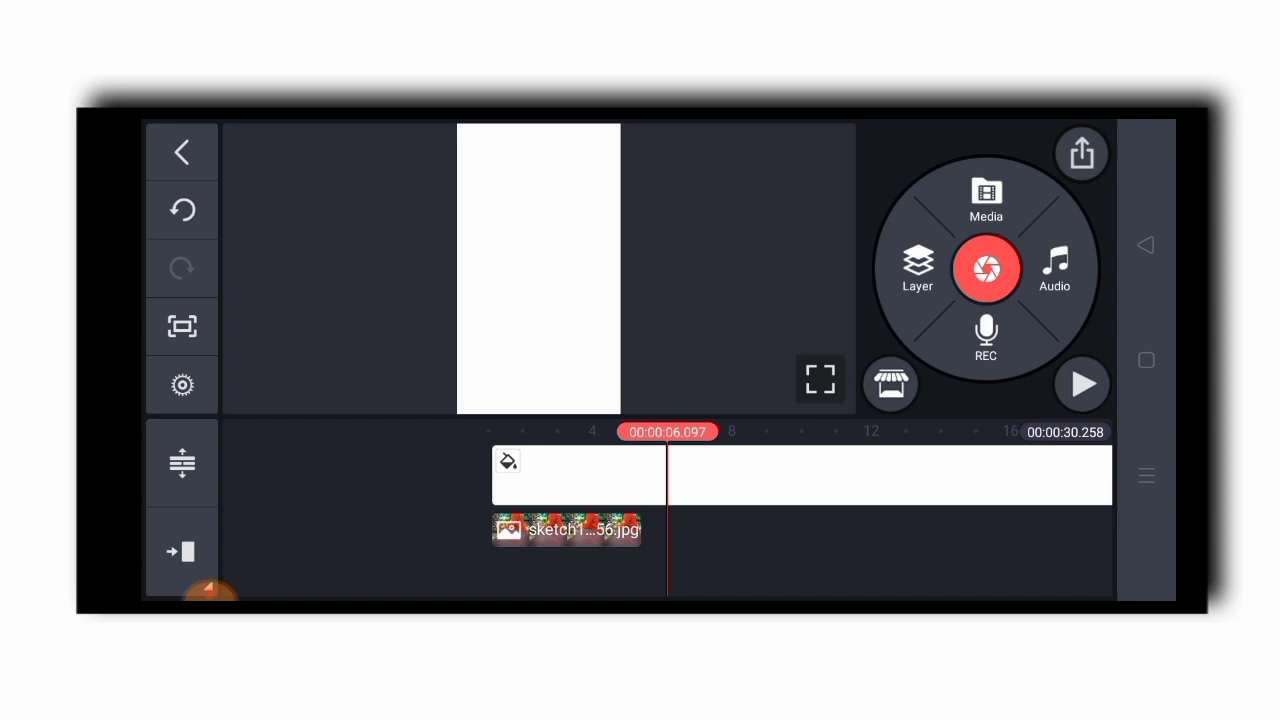 Media
Layer
Audio
REC
4
00:00:06.097
8
12
16
00:00:30.258
sketch1...56.jpg